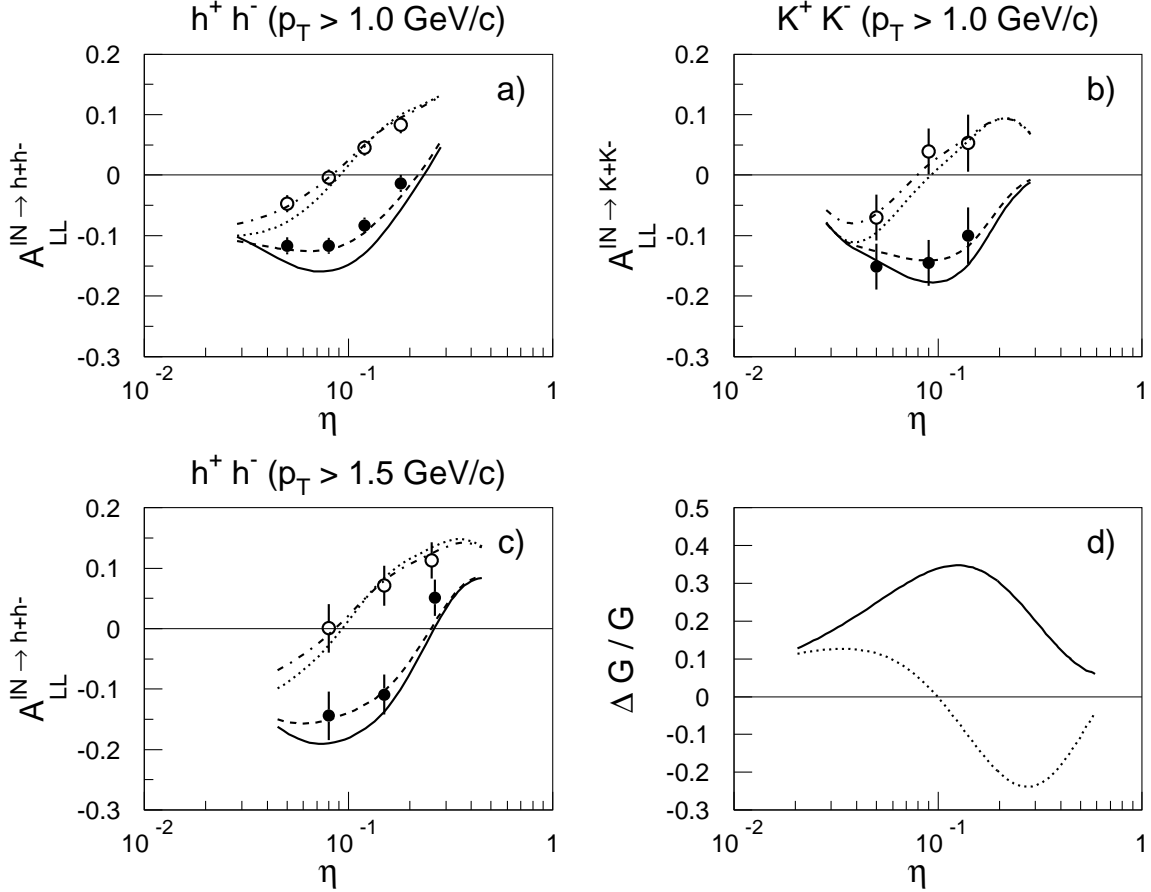 h⁺ h⁻ (p_T > 1.0 GeV/c)
a)
A_LL^IN → h+h-
0.2
0.1
0
-0.1
-0.2
-0.3
10⁻²
10⁻¹
1
η
K⁺ K⁻ (p_T > 1.0 GeV/c)
b)
A_LL^IN → K+K-
0.2
0.1
0
-0.1
-0.2
-0.3
10⁻²
10⁻¹
1
η
h⁺ h⁻ (p_T > 1.5 GeV/c)
c)
A_LL^IN → h+h-
0.2
0.1
0
-0.1
-0.2
-0.3
10⁻²
10⁻¹
1
η
d)
Δ G / G
0.5
0.4
0.3
0.2
0.1
0
-0.1
-0.2
-0.3
10⁻²
10⁻¹
1
η